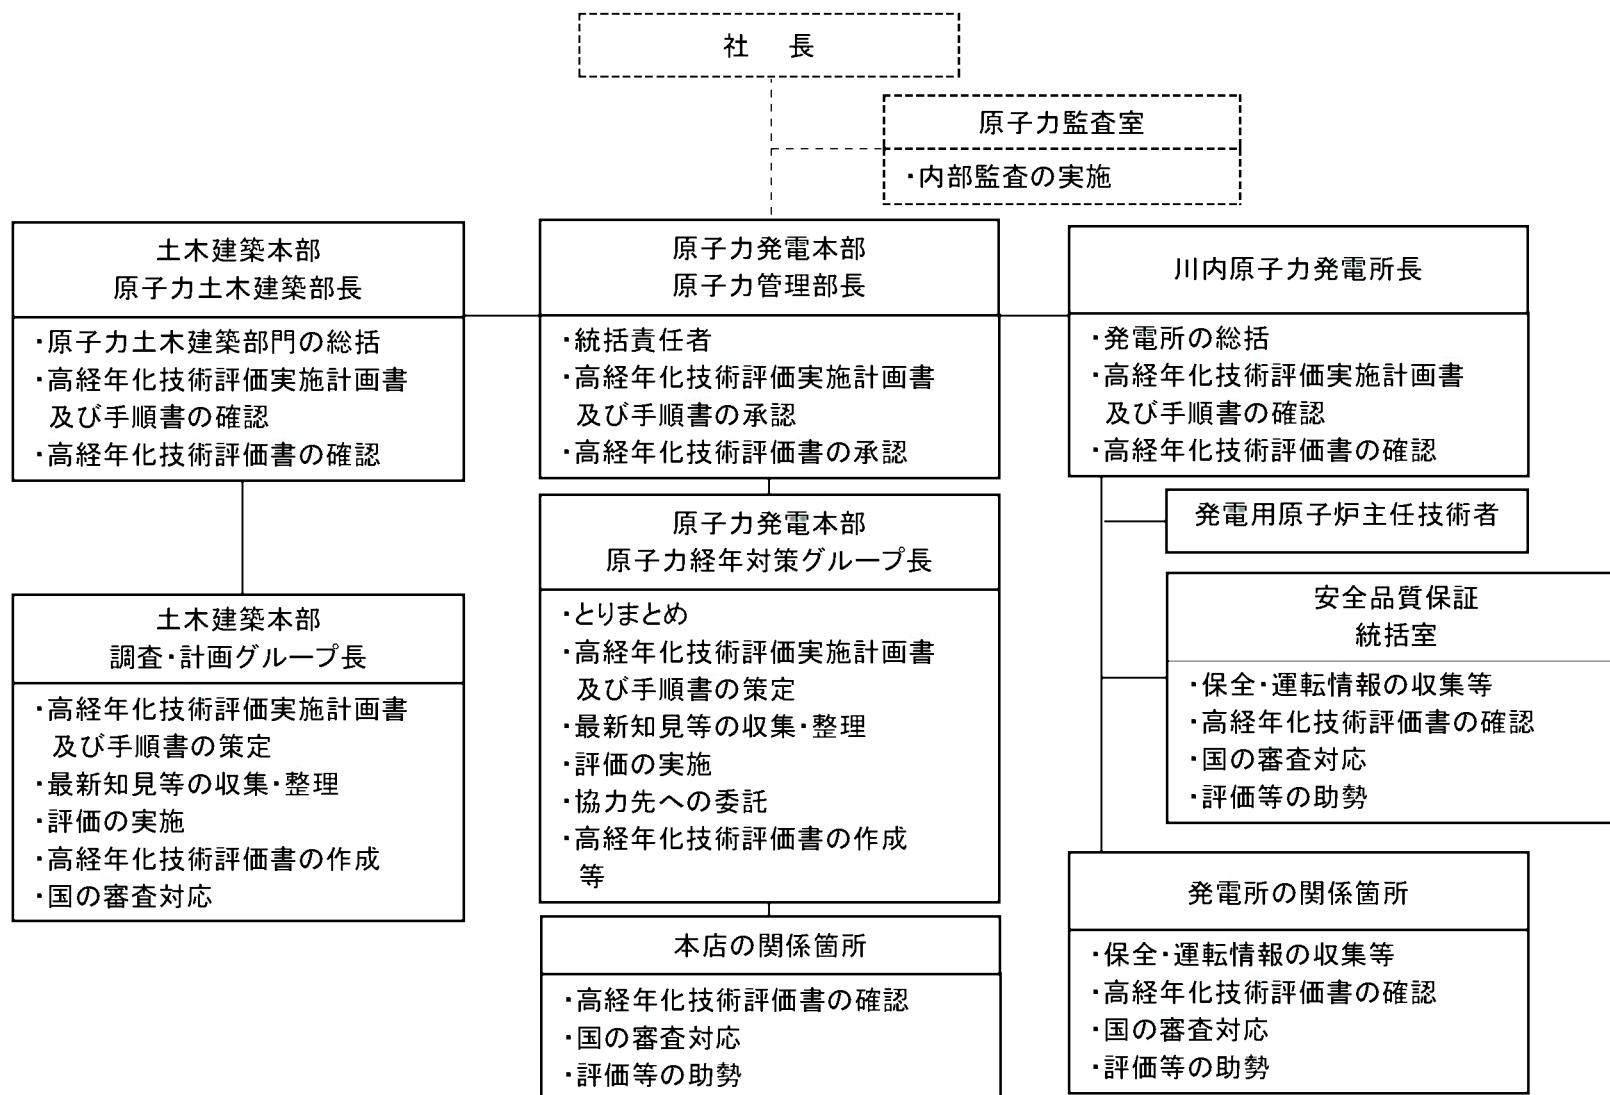 社　長
原子力監査室
・内部監査の実施
土木建築本部
原子力土木建築部長
・原子力土木建築部門の総括
・高経年化技術評価実施計画書
及び手順書の確認
・高経年化技術評価書の確認
原子力発電本部
原子力管理部長
・統括責任者
・高経年化技術評価実施計画書
及び手順書の承認
・高経年化技術評価書の承認
川内原子力発電所長
・発電所の総括
・高経年化技術評価実施計画書
及び手順書の確認
・高経年化技術評価書の確認
土木建築本部
調査・計画グループ長
・高経年化技術評価実施計画書
及び手順書の策定
・最新知見等の収集・整理
・評価の実施
・高経年化技術評価書の作成
・国の審査対応
原子力発電本部
原子力経年対策グループ長
・とりまとめ
・高経年化技術評価実施計画書
及び手順書の策定
・最新知見等の収集・整理
・評価の実施
・協力先への委託
・高経年化技術評価書の作成
等
本店の関係箇所
・高経年化技術評価書の確認
・国の審査対応
・評価等の助勢
発電用原子炉主任技術者
安全品質保証
統括室
・保全・運転情報の収集等
・高経年化技術評価書の確認
・国の審査対応
・評価等の助勢
発電所の関係箇所
・保全・運転情報の収集等
・高経年化技術評価書の確認
・国の審査対応
・評価等の助勢